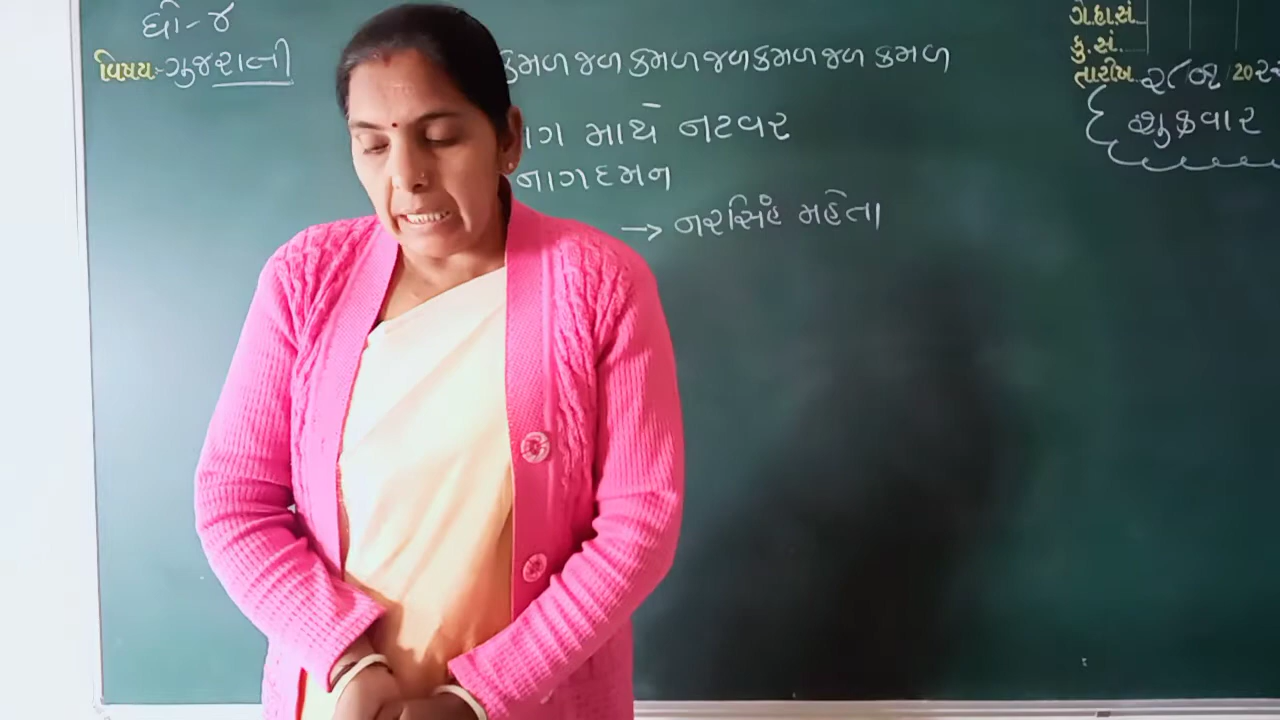 ધો-૪
વિષય:-ગુજરાતી
કમળ જળ કમળ જળ કમળ જળ કમળ
માથે નટવર
નાગદમન
→ નરસિંહ મહેતા
ગે.હા.સં.
કુ.સં.
તારીખ
શુક્રવાર